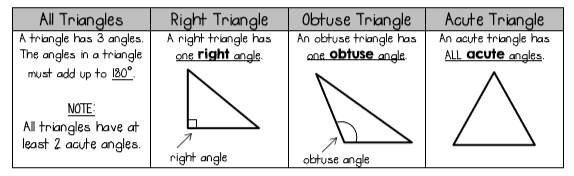 All Triangles
A triangle has 3 angles.
The angles in a triangle
must add up to 180°.
NOTE:
All triangles have at
least 2 acute angles.
Right Triangle
A right triangle has
one right angle.
right angle
Obtuse Triangle
An obtuse triangle has
one obtuse angle.
obtuse angle
Acute Triangle
An acute triangle has
ALL acute angles.